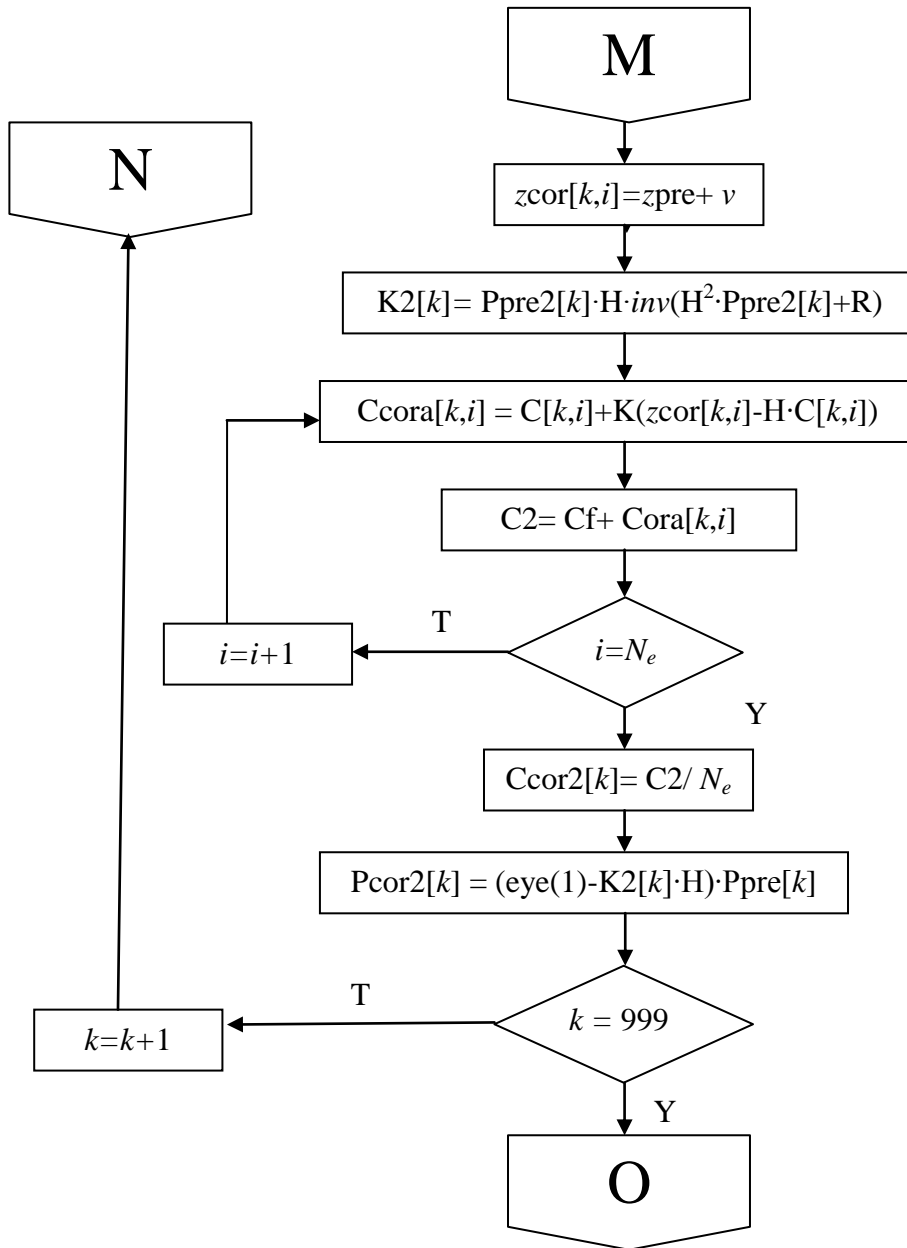 M
N
zcor[k,i]=zpre+ v
K2[k]= Ppre2[k]·H·inv(H²·Ppre2[k]+R)
Ccora[k,i] = C[k,i]+K(zcor[k,i]-H·C[k,i])
C2= Cf+ Cora[k,i]
T
i=Nₑ
i=i+1
Y
Ccor2[k]= C2/ Nₑ
Pcor2[k] = (eye(1)-K2[k]·H)·Ppre[k]
T
k = 999
k=k+1
Y
O